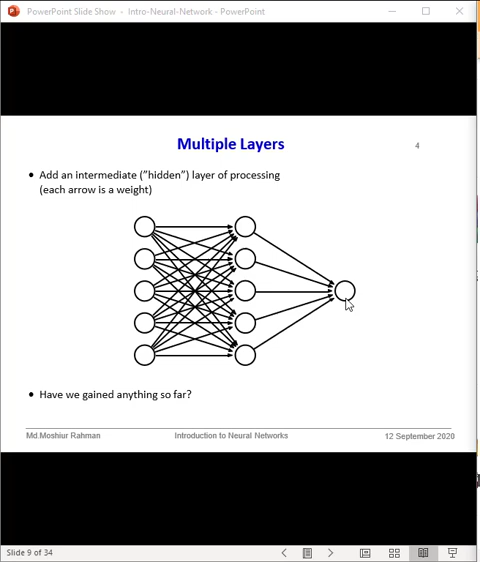 PowerPoint Slide Show - Intro-Neural-Network - PowerPoint
Multiple Layers
4
• Add an intermediate ("hidden") layer of processing
(each arrow is a weight)
• Have we gained anything so far?
Md.Moshiur Rahman
Introduction to Neural Networks
12 September 2020
Slide 9 of 34